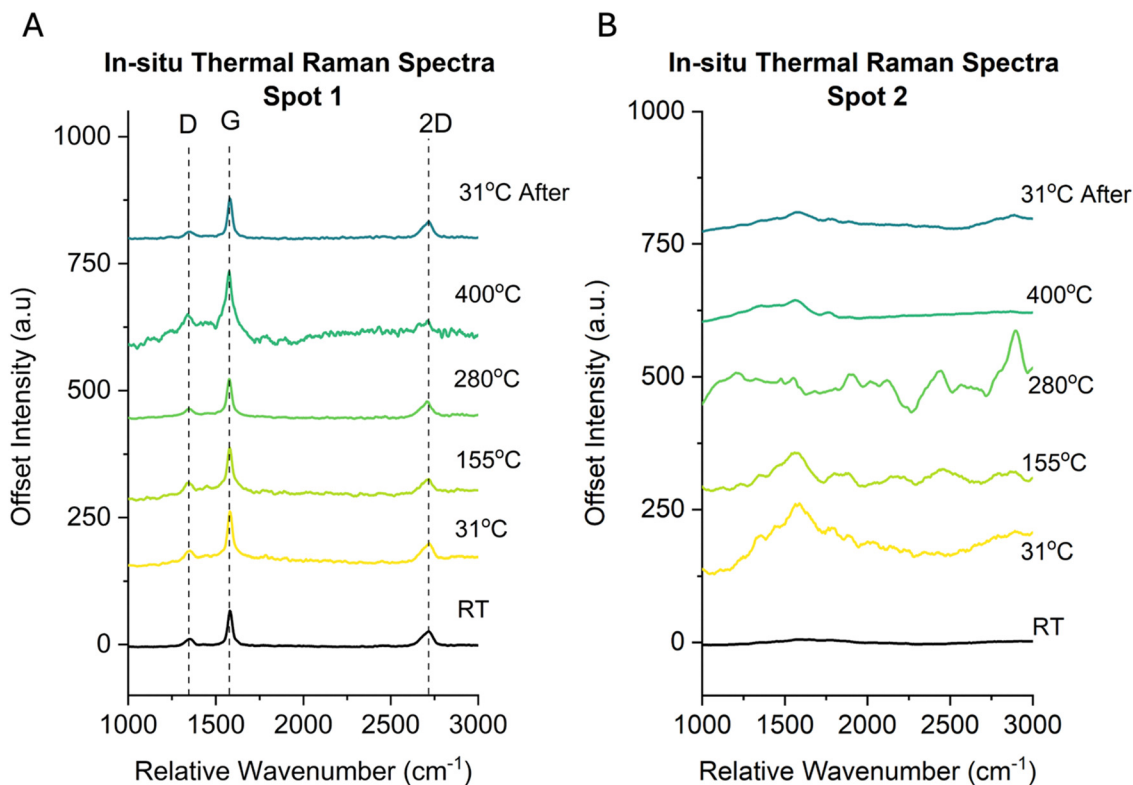 A
In-situ Thermal Raman Spectra
Spot 1
D
G
2D
1000
750
500
250
0
31°C After
400°C
280°C
155°C
31°C
RT
1000
1500
2000
2500
3000
Offset Intensity (a.u)
Relative Wavenumber (cm⁻¹)
B
In-situ Thermal Raman Spectra
Spot 2
1000
750
500
250
0
31°C After
400°C
280°C
155°C
31°C
RT
1000
1500
2000
2500
3000
Offset Intensity (a.u.)
Relative Wavenumber (cm⁻¹)